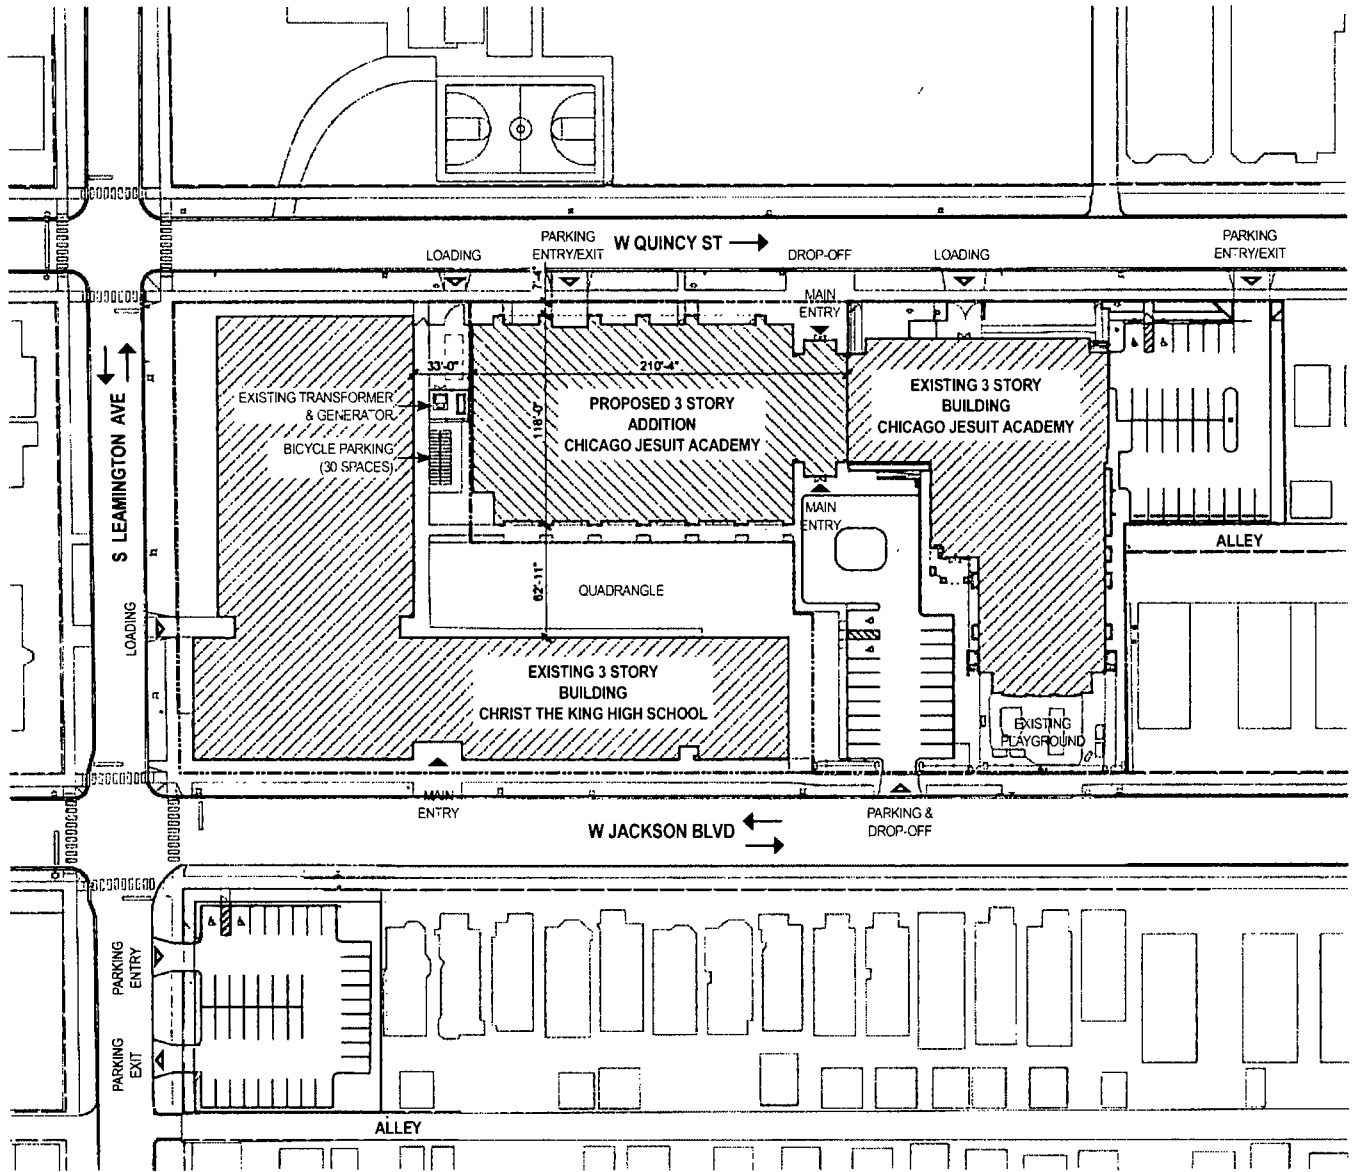 W QUINCY ST
LOADING
PARKING
ENTRY/EXIT
DROP-OFF
LOADING
PARKING
ENTRY/EXIT
7'-4"
MAIN
ENTRY
33'-0"
210'-4"
118'-0"
EXISTING TRANSFORMER
& GENERATOR
BICYCLE PARKING
(30 SPACES)
PROPOSED 3 STORY
ADDITION
CHICAGO JESUIT ACADEMY
EXISTING 3 STORY
BUILDING
CHICAGO JESUIT ACADEMY
S LEAMINGTON AVE
MAIN
ENTRY
ALLEY
62'-11"
QUADRANGLE
LOADING
EXISTING 3 STORY
BUILDING
CHRIST THE KING HIGH SCHOOL
EXISTING
PLAYGROUND
MAIN
ENTRY
W JACKSON BLVD
PARKING &
DROP-OFF
PARKING
ENTRY
PARKING
EXIT
ALLEY